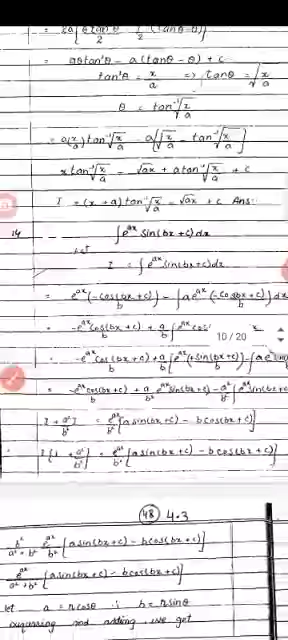 = aθtan²θ - a(tanθ - θ) + c
tan²θ = x/a => tanθ = √x/a
θ = tan⁻¹√x/a
= a(x/a)tan⁻¹√x/a - a[√x/a - tan⁻¹√x/a]
x tan⁻¹√x/a - √ax + a tan⁻¹√x/a + c
I = (x + a) tan⁻¹√x/a - √ax + c Ans:
14 ∫e^ax sin(bx + c) dx
Let
I = ∫e^ax sin(bx+c)dx
= e^ax(-cos(bx+c)/b) - ∫a e^ax(-cos(bx+c)/b) dx
= -e^ax cos(bx+c)/b + a/b ∫e^ax cos
10 / 20
-e^ax cos(bx+c)/b + a/b [e^ax(+sin(bx+c)/b) - ∫a e^ax
= -e^ax cos(bx+c)/b + a/b² e^ax sin(bx+c) - a²/b² ∫e^ax sin(bx+c)
I + a²/b² I = e^ax/b² [a sin(bx+c) - b cos(bx+c)]
I[1 + a²/b²] = e^ax/b² [a sin(bx+c) - b cos(bx+c)]
48 4.3
b²/a²+b² e^ax/b² [a sin(bx+c) - b cos(bx+c)]
e^ax/a²+b² [a sin(bx+c) - b cos(bx+c)]
let a = r cosθ ; b = r sinθ
squaring and adding, we get